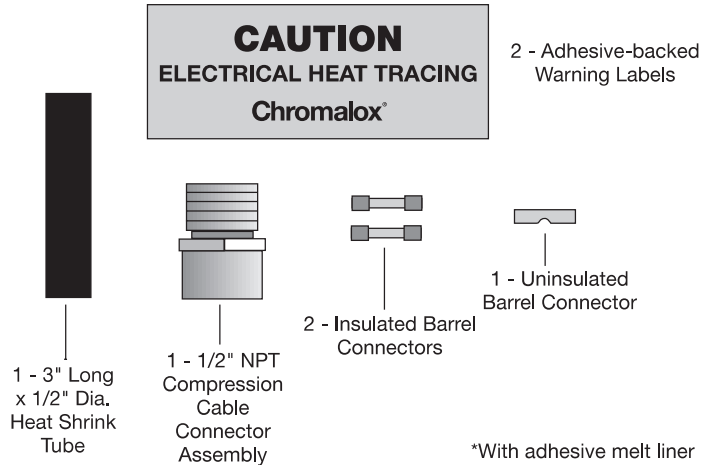 CAUTION
ELECTRICAL HEAT TRACING
Chromalox®
2 - Adhesive-backed
Warning Labels
1 - 3" Long
x 1/2" Dia.
Heat Shrink
Tube
1 - 1/2" NPT
Compression
Cable
Connector
Assembly
2 - Insulated Barrel
Connectors
1 - Uninsulated
Barrel Connector
*With adhesive melt liner